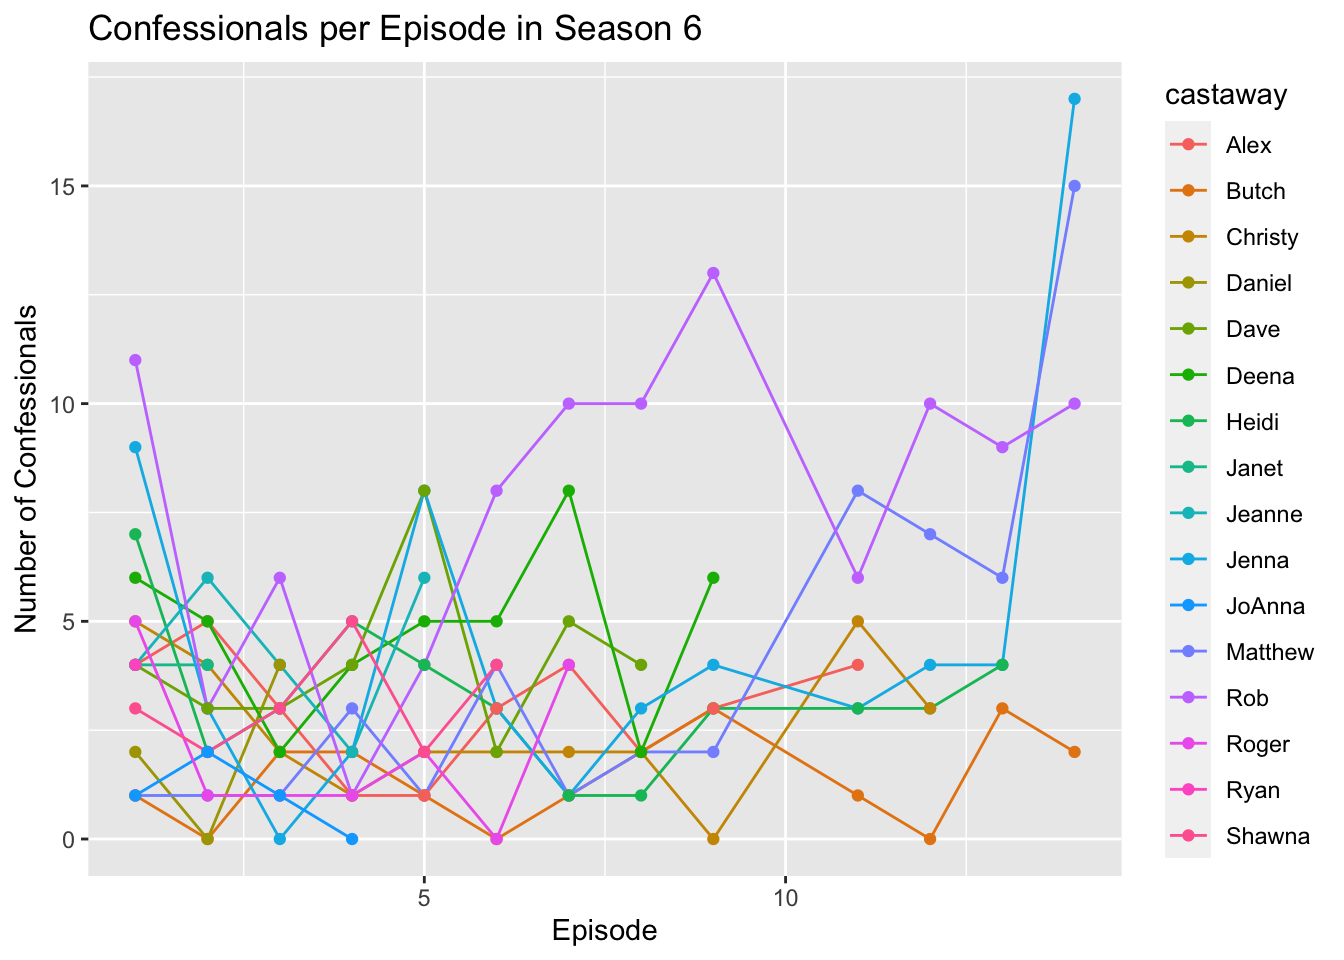 Confessionals per Episode in Season 6
castaway
Alex
Butch
Christy
Daniel
Dave
Deena
Heidi
Janet
Jeanne
Jenna
JoAnna
Matthew
Rob
Roger
Ryan
Shawna
Number of Confessionals
15
10
5
0
5
10
Episode